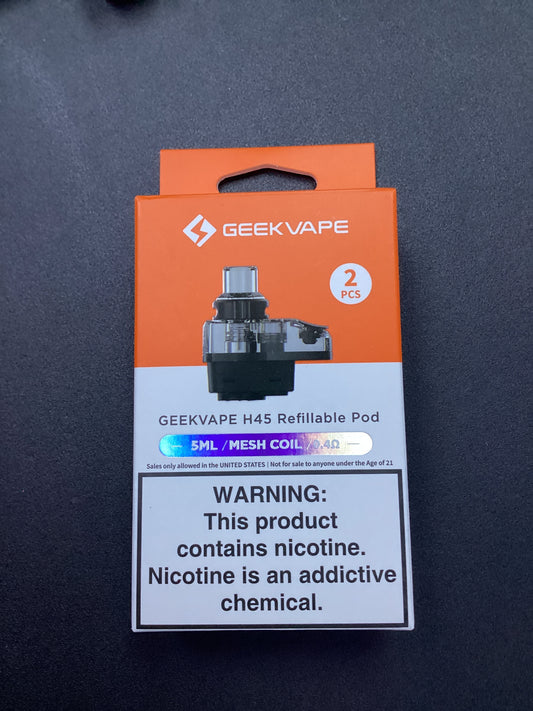 GEEKVAPE
2
PCS
GEEKVAPE H45 Refillable Pod
5ML / MESH COIL / 0.4Ω
Sales only allowed in the UNITED STATES | Not for sale to anyone under the Age of 21
WARNING:
This product
contains nicotine.
Nicotine is an addictive
chemical.